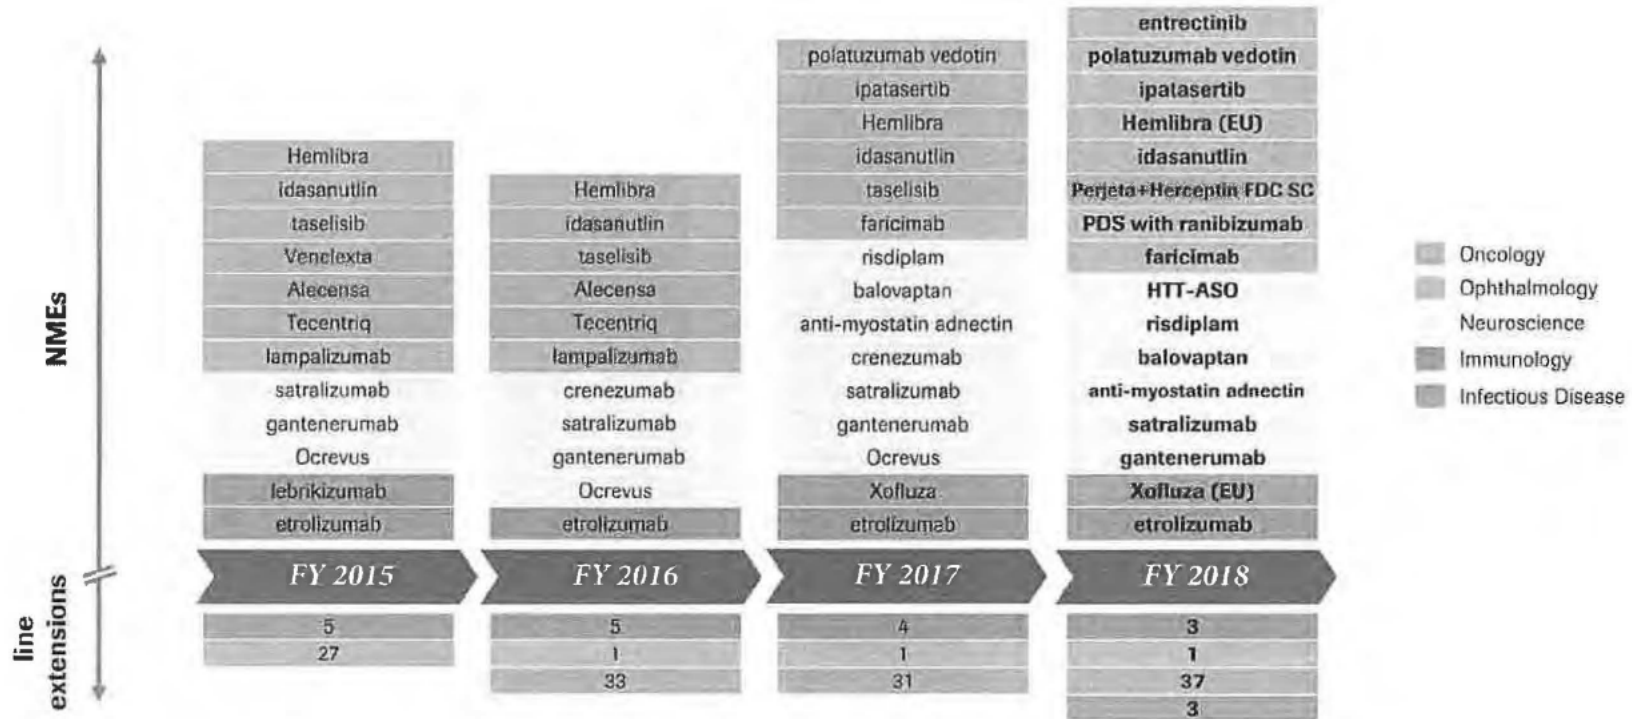 NMEs
line
extensions
Hemlibra
idasanutlin
taselisib
Venclexta
Alecensa
Tecentriq
lampalizumab
satralizumab
gantenerumab
Ocrevus
lebrikizumab
etrolizumab
FY 2015
5
27
Hemlibra
idasanutlin
taselisib
Alecensa
Tecentriq
lampalizumab
crenezumab
satralizumab
gantenerumab
Ocrevus
etrolizumab
FY 2016
5
1
33
polatuzumab vedotin
ipatasertib
Hemlibra
idasanutlin
taselisib
faricimab
risdiplam
balovaptan
anti-myostatin adnectin
crenezumab
satralizumab
gantenerumab
Ocrevus
Xofluza
etrolizumab
FY 2017
4
1
31
entrectinib
polatuzumab vedotin
ipatasertib
Hemlibra (EU)
idasanutlin
Perjeta+Herceptin FDC SC
PDS with ranibizumab
faricimab
HTT-ASO
risdiplam
balovaptan
anti-myostatin adnectin
satralizumab
gantenerumab
Xofluza (EU)
etrolizumab
FY 2018
3
1
37
3
Oncology
Ophthalmology
Neuroscience
Immunology
Infectious Disease